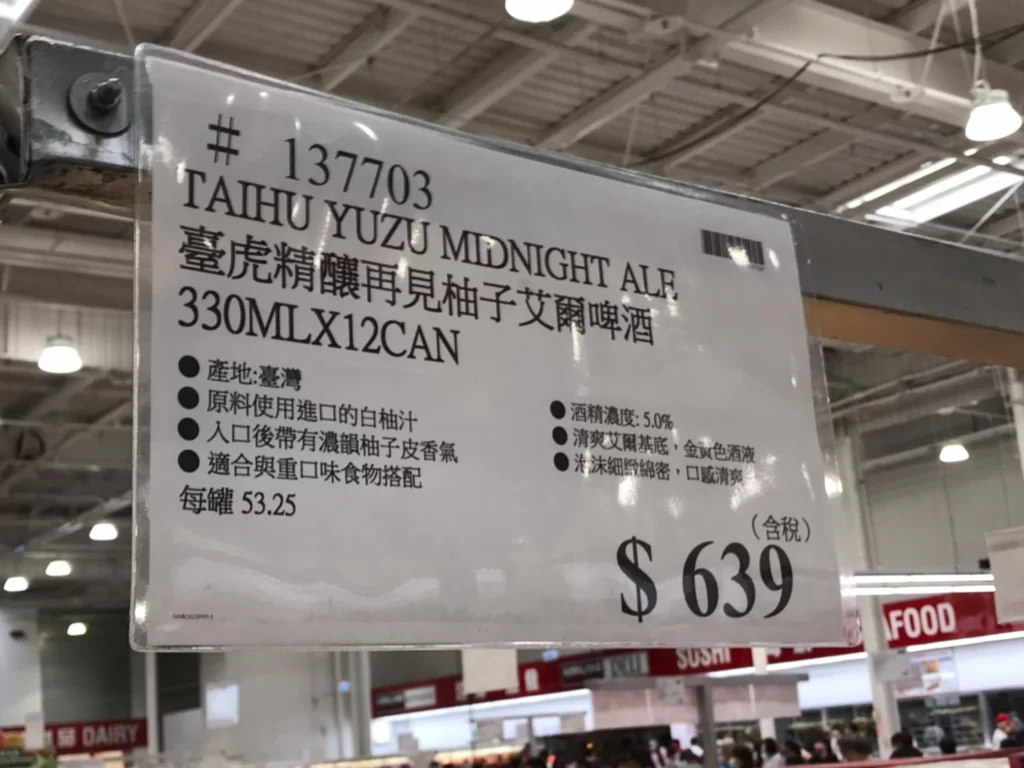 # 137703
TAIHU YUZU MIDNIGHT ALE
臺虎精釀再見柚子艾爾啤酒
330MLX12CAN
● 產地:臺灣
● 原料使用進口的白柚汁
● 入口後帶有濃韻柚子皮香氣
● 適合與重口味食物搭配
每罐 53.25
● 酒精濃度: 5.0%
● 清爽艾爾基底，金黃色酒液
● 泡沫細緻綿密，口感清爽
(含稅)
$ 639
AFOOD
SUSHI
DELI
品 DAIRY